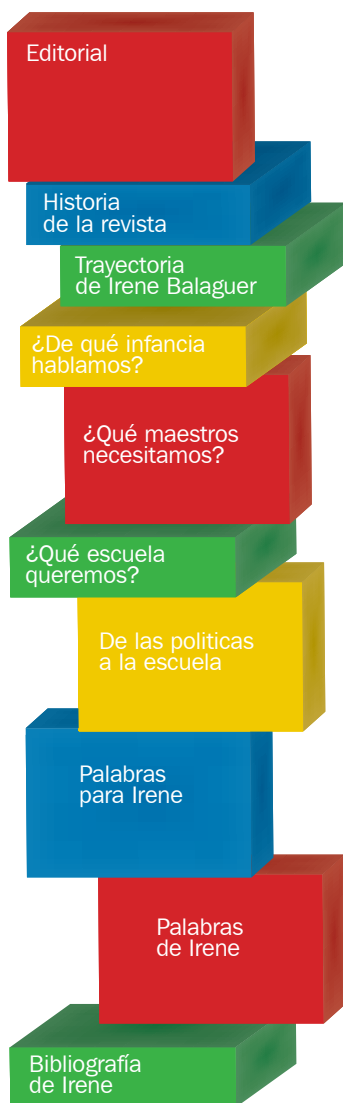 Editorial
Historia
de la revista
Trayectoria
de Irene Balaguer
¿De qué infancia
hablamos?
¿Qué maestros
necesitamos?
¿Qué escuela
queremos?
De las politicas
a la escuela
Palabras
para Irene
Palabras
de Irene
Bibliografía
de Irene